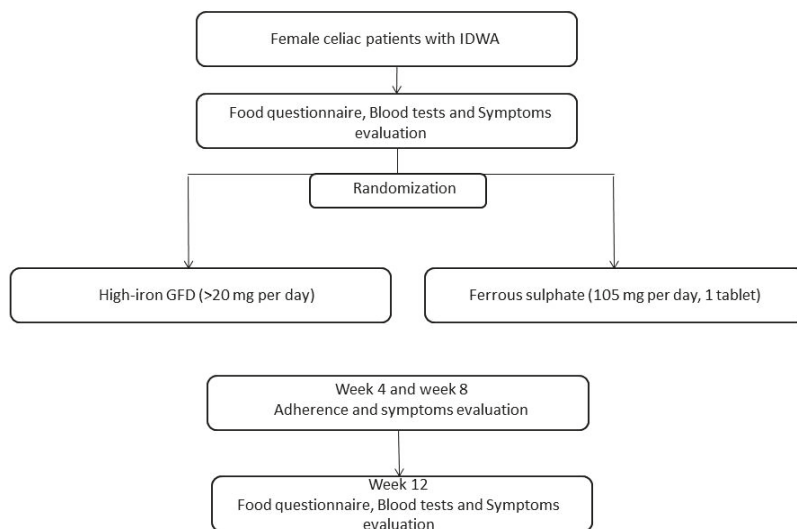 Female celiac patients with IDWA
Food questionnaire, Blood tests and Symptoms
evaluation
Randomization
High-iron GFD (>20 mg per day)
Ferrous sulphate (105 mg per day, 1 tablet)
Week 4 and week 8
Adherence and symptoms evaluation
Week 12
Food questionnaire, Blood tests and Symptoms
evaluation